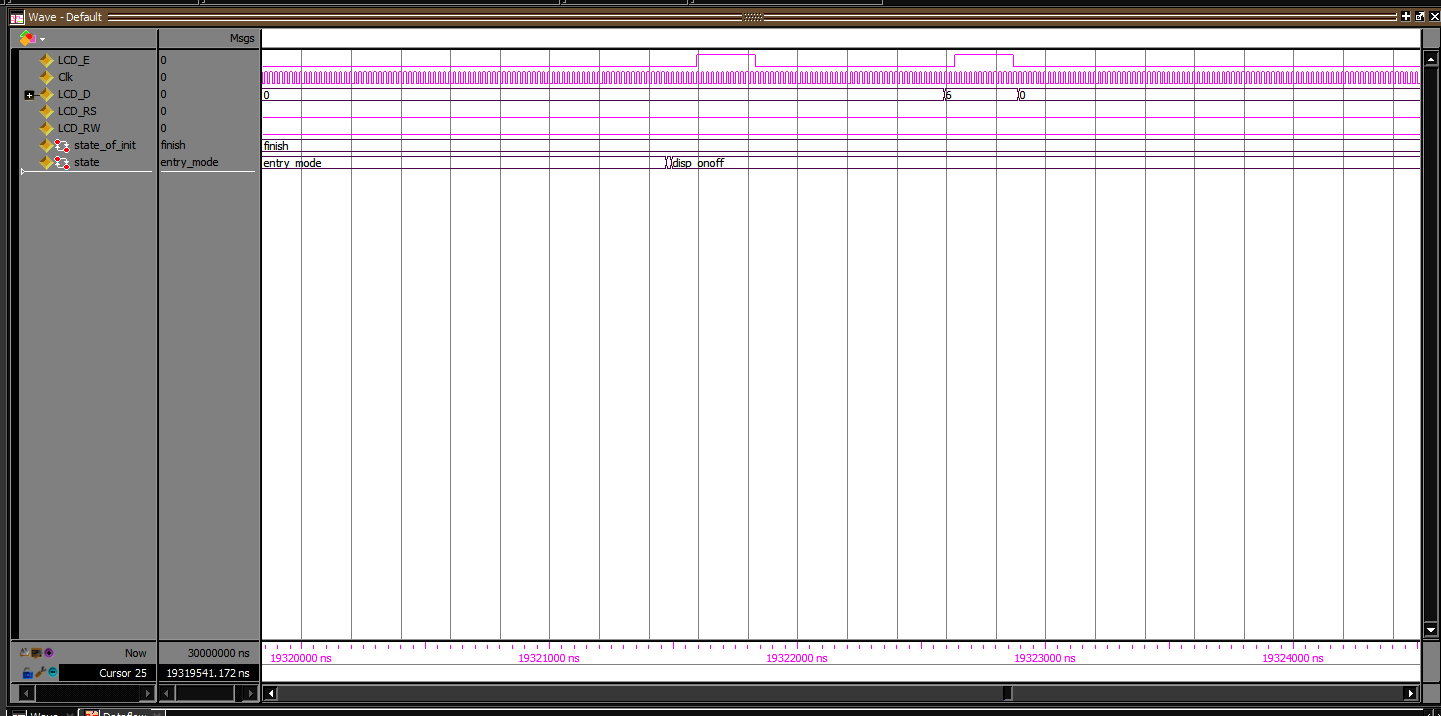 Wave - Default
Msgs
LCD_E 0
Clk 0
LCD_D 0 0 6 0
LCD_RS 0
LCD_RW 0
state_of_init finish finish
state entry_mode entry_mode disp_onoff
Now 30000000 ns 19320000 ns 19321000 ns 19322000 ns 19323000 ns 19324000 ns
Cursor 25 19319541.172 ns
Wave Dataflow